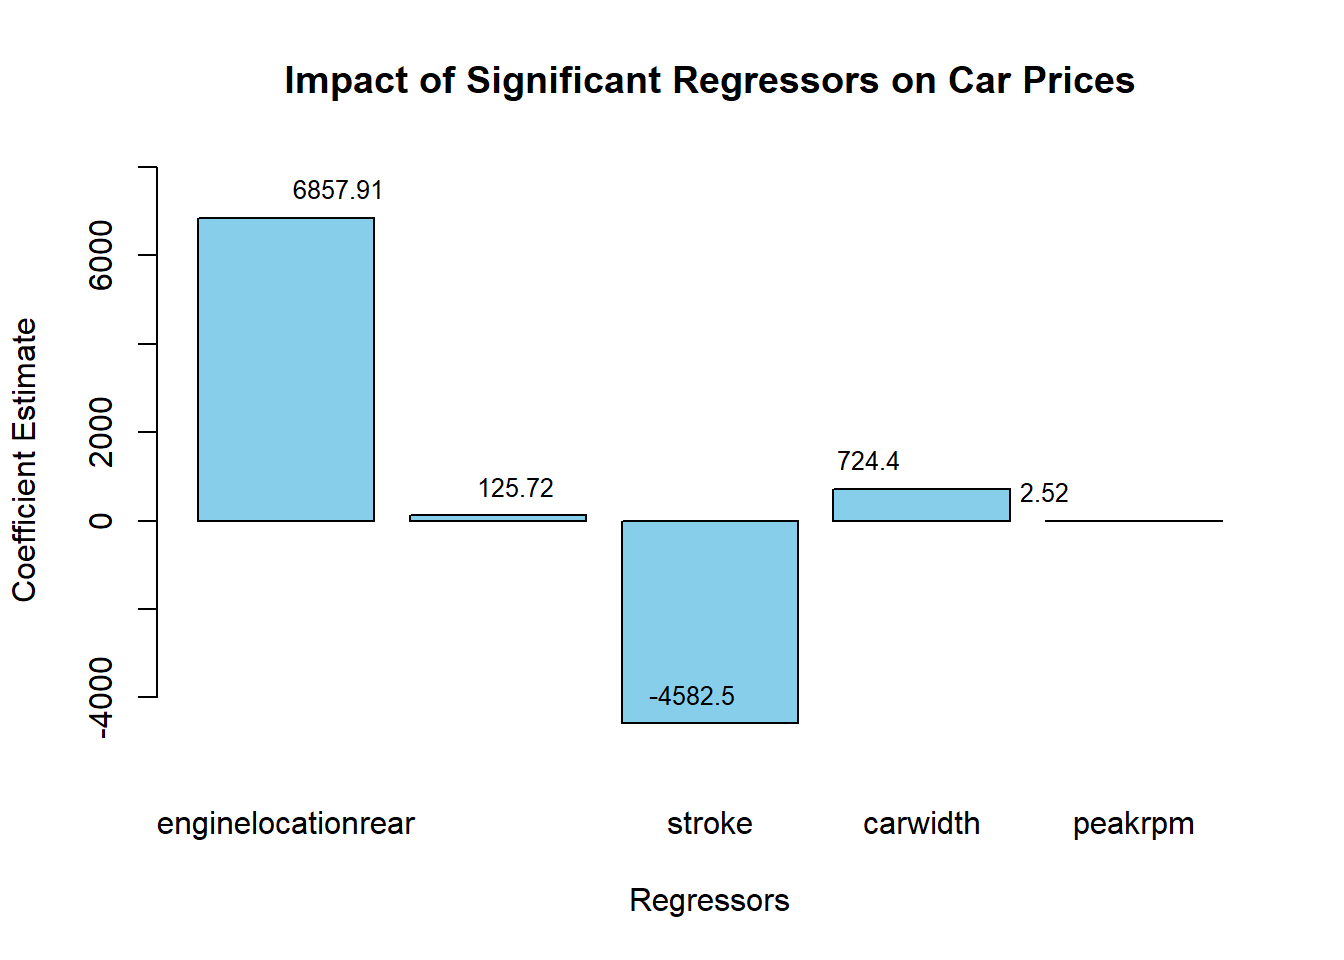 Impact of Significant Regressors on Car Prices
6857.91
6000
Coefficient Estimate
2000
724.4
125.72
2.52
0
-4582.5
-4000
enginelocationrear stroke carwidth peakrpm
Regressors